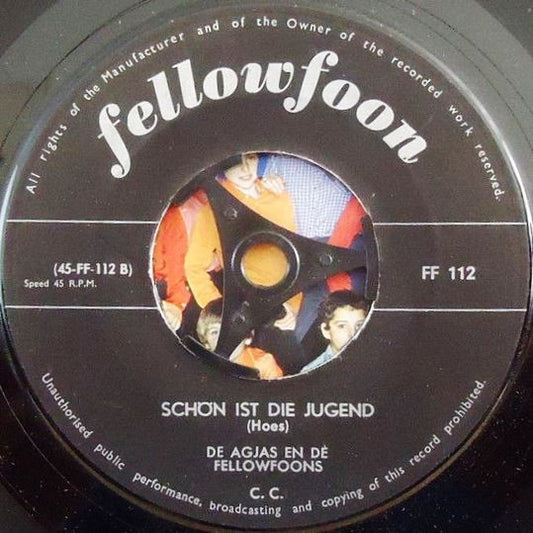 All rights of the Manufacturer and of the Owner of the recorded work reserved.
fellowfoon
(45-FF-112 B)
Speed 45 R.P.M.
FF 112
SCHÖN IST DIE JUGEND
(Hoes)
DE AGJAS EN DÉ
FELLOWFOONS
C. C.
Unauthorised public performance, broadcasting and copying of this record prohibited.